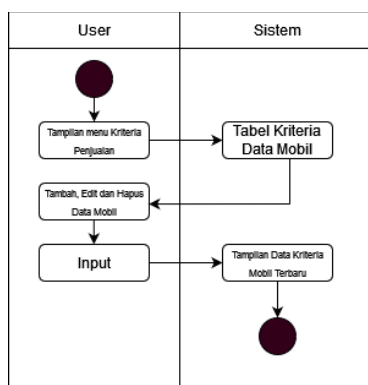 User
Sistem
Tampilan menu Kriteria
Penjualan
Tabel Kriteria
Data Mobil
Tambah, Edit dan Hapus
Data Mobil
Input
Tampilan Data Kriteria
Mobil Terbaru